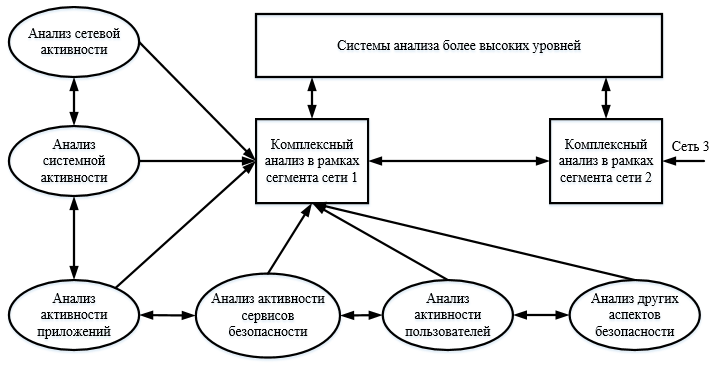 Анализ сетевой
активности
Системы анализа более высоких уровней
Анализ
системной
активности
Комплексный
анализ в рамках
сегмента сети 1
Комплексный
анализ в рамках
сегмента сети 2
Сеть 3
Анализ
активности
приложений
Анализ активности
сервисов
безопасности
Анализ
активности
пользователей
Анализ других
аспектов
безопасности